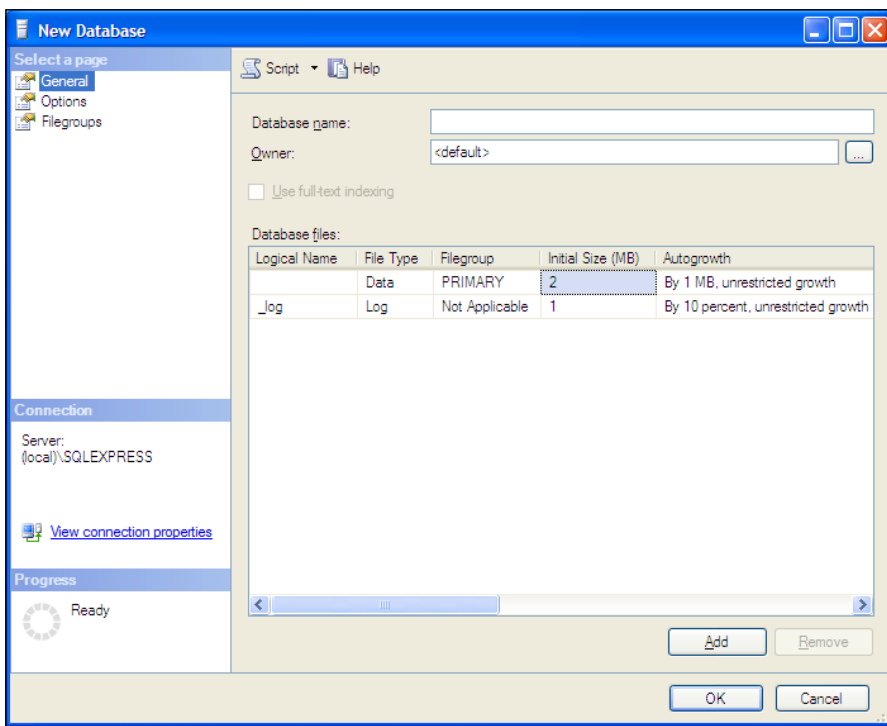 New Database
Select a page
General
Options
Filegroups
Script Help
Database name:
Owner: <default> ...
Use full-text indexing
Database files:
Logical Name File Type Filegroup Initial Size (MB) Autogrowth
Data PRIMARY 2 By 1 MB, unrestricted growth
_log Log Not Applicable 1 By 10 percent, unrestricted growth
Connection
Server:
(local)\SQLEXPRESS
View connection properties
Progress
Ready
Add Remove
OK Cancel